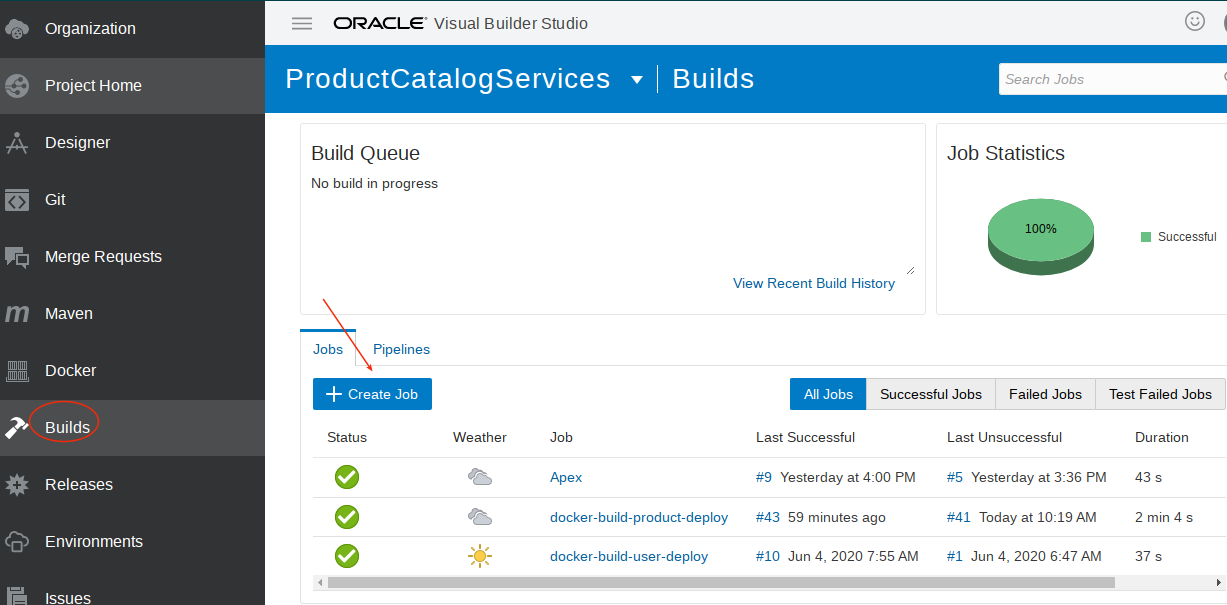 Organization
Project Home
Designer
Git
Merge Requests
Maven
Docker
Builds
Releases
Environments
Issues
ORACLE Visual Builder Studio
ProductCatalogServices Builds
Search Jobs
Build Queue
No build in progress
View Recent Build History
Job Statistics
100%
Successful
Jobs Pipelines
Create Job
All Jobs Successful Jobs Failed Jobs Test Failed Jobs
Status Weather Job Last Successful Last Unsuccessful Duration
Apex #9 Yesterday at 4:00 PM #5 Yesterday at 3:36 PM 43 s
docker-build-product-deploy #43 59 minutes ago #41 Today at 10:19 AM 2 min 4 s
docker-build-user-deploy #10 Jun 4, 2020 7:55 AM #1 Jun 4, 2020 6:47 AM 37 s